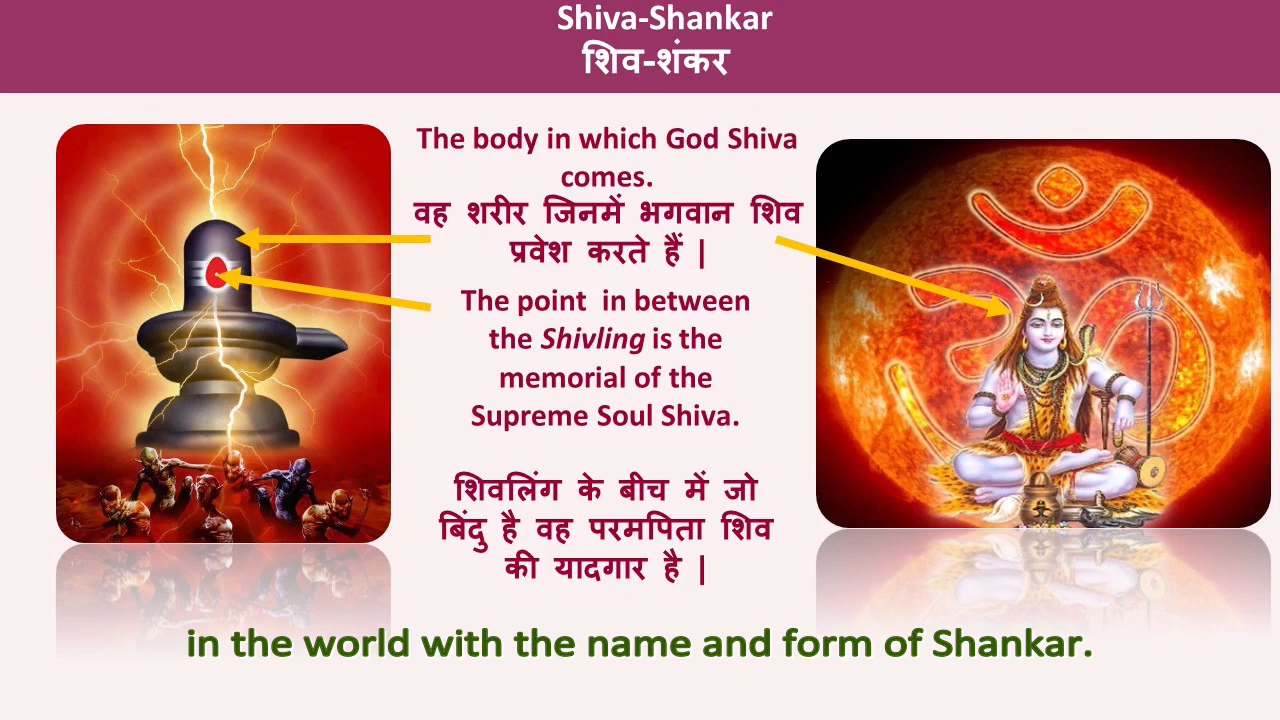 Shiva-Shankar
शिव-शंकर
The body in which God Shiva
comes.
वह शरीर जिनमें भगवान शिव
प्रवेश करते हैं |
The point in between
the Shivling is the
memorial of the
Supreme Soul Shiva.
शिवलिंग के बीच में जो
बिंदु है वह परमपिता शिव
की यादगार है |
in the world with the name and form of Shankar.